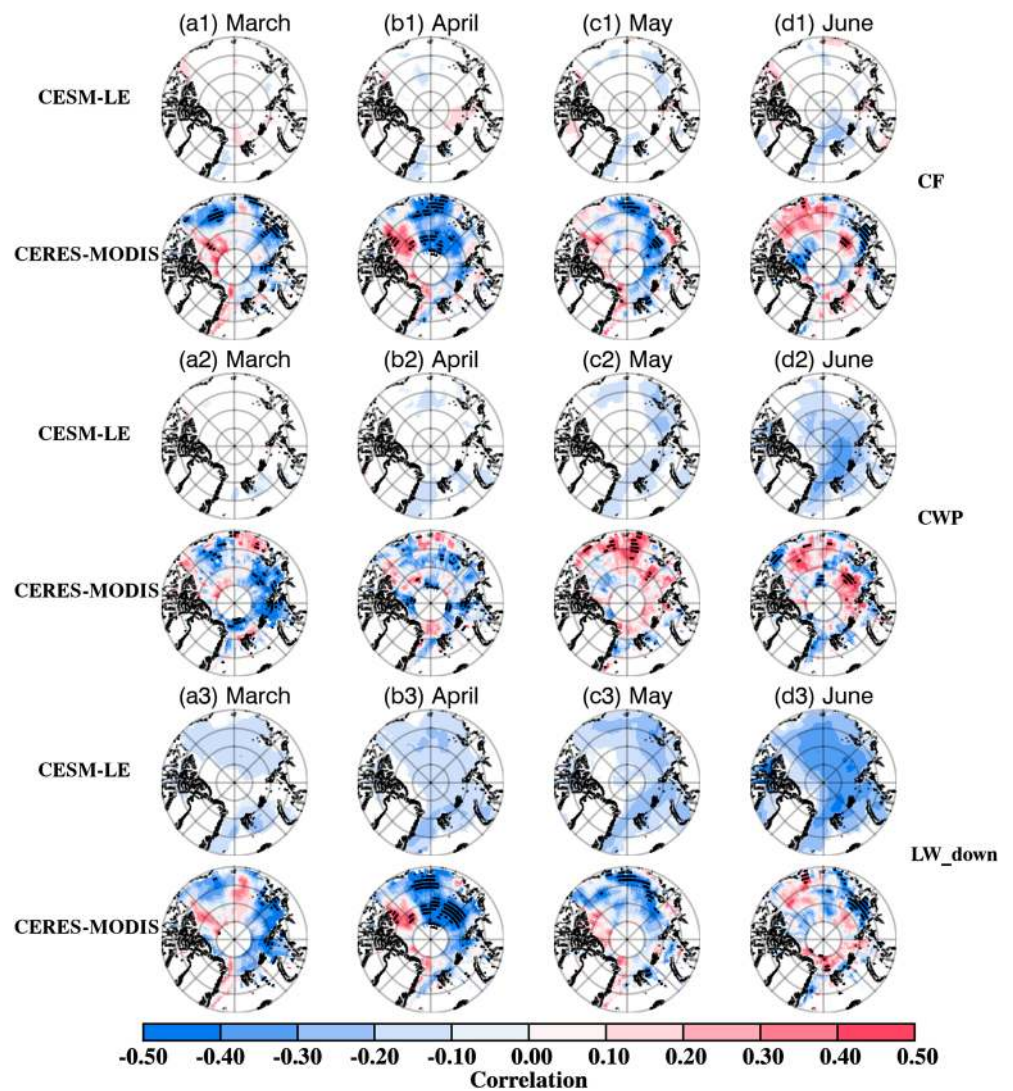 (a1) March (b1) April (c1) May (d1) June
CESM-LE
CF
CERES-MODIS
(a2) March (b2) April (c2) May (d2) June
CESM-LE
CWP
CERES-MODIS
(a3) March (b3) April (c3) May (d3) June
CESM-LE
LW_down
CERES-MODIS
-0.50 -0.40 -0.30 -0.20 -0.10 0.00 0.10 0.20 0.30 0.40 0.50
Correlation